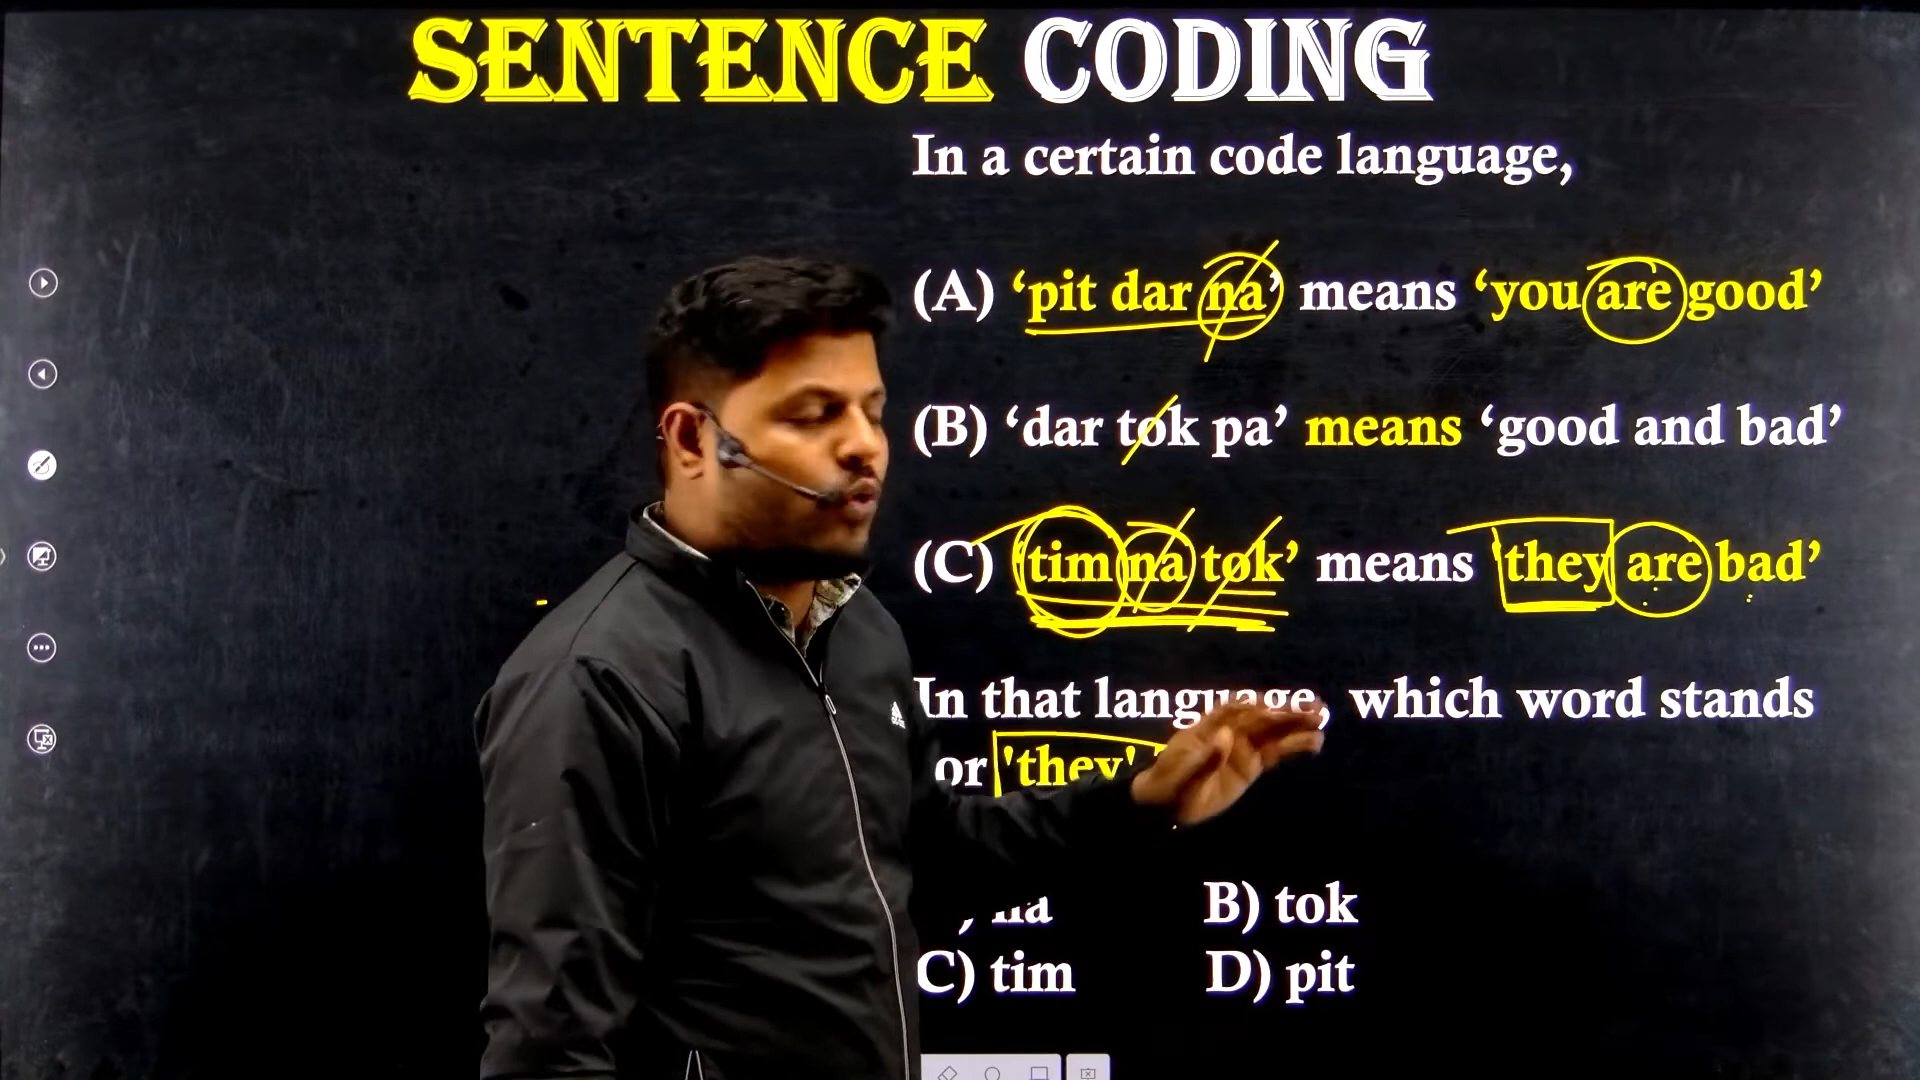 SENTENCE CODING
In a certain code language,
(A) ‘pit dar na’ means ‘you are good’
(B) ‘dar tok pa’ means ‘good and bad’
(C) ‘tim na tok’ means ‘they are bad’
In that language, which word stands
or 'they'
na B) tok
C) tim D) pit